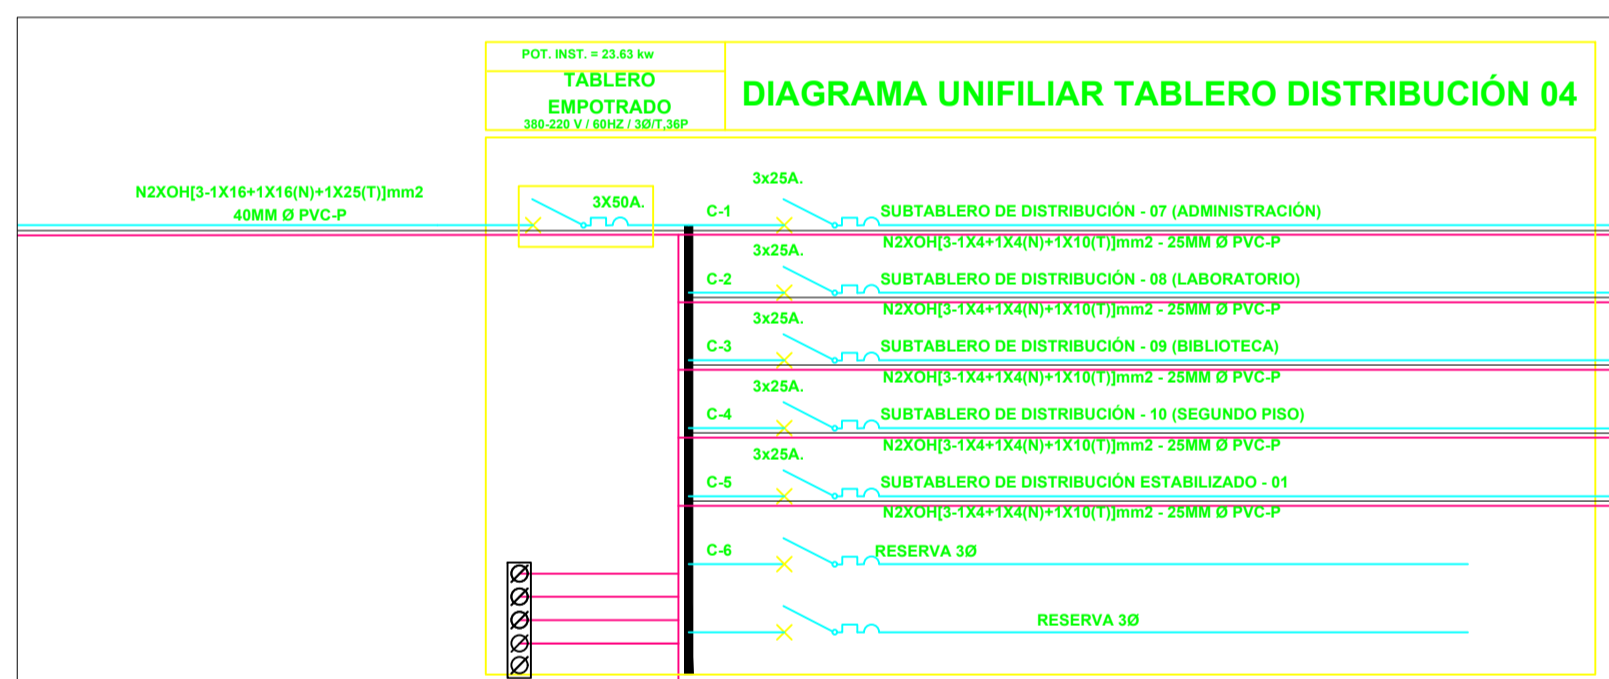 POT. INST. = 23.63 kw
TABLERO
EMPOTRADO
380-220 V / 60HZ / 3Ø/T,36P
DIAGRAMA UNIFILIAR TABLERO DISTRIBUCIÓN 04
N2XOH[3-1X16+1X16(N)+1X25(T)]mm2
40MM Ø PVC-P
3X50A.
3x25A.
C-1
SUBTABLERO DE DISTRIBUCIÓN - 07 (ADMINISTRACIÓN)
N2XOH[3-1X4+1X4(N)+1X10(T)]mm2 - 25MM Ø PVC-P
3x25A.
C-2
SUBTABLERO DE DISTRIBUCIÓN - 08 (LABORATORIO)
N2XOH[3-1X4+1X4(N)+1X10(T)]mm2 - 25MM Ø PVC-P
3x25A.
C-3
SUBTABLERO DE DISTRIBUCIÓN - 09 (BIBLIOTECA)
N2XOH[3-1X4+1X4(N)+1X10(T)]mm2 - 25MM Ø PVC-P
3x25A.
C-4
SUBTABLERO DE DISTRIBUCIÓN - 10 (SEGUNDO PISO)
N2XOH[3-1X4+1X4(N)+1X10(T)]mm2 - 25MM Ø PVC-P
3x25A.
C-5
SUBTABLERO DE DISTRIBUCIÓN ESTABILIZADO - 01
N2XOH[3-1X4+1X4(N)+1X10(T)]mm2 - 25MM Ø PVC-P
C-6
RESERVA 3Ø
RESERVA 3Ø